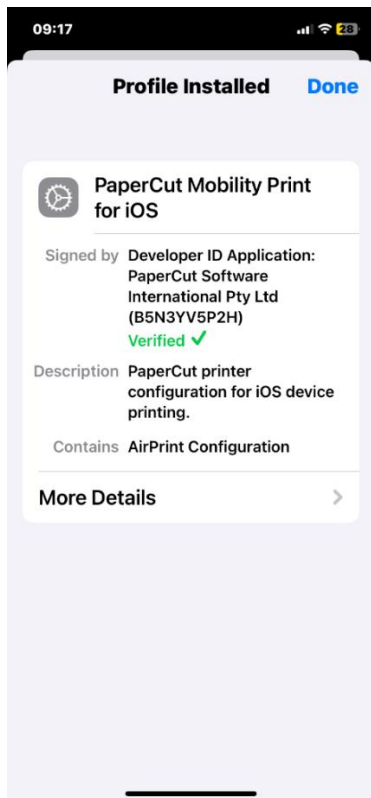 09:17
28
Profile Installed
Done
PaperCut Mobility Print
for iOS
Signed by Developer ID Application:
PaperCut Software
International Pty Ltd
(B5N3YV5P2H)
Verified ✓
Description PaperCut printer
configuration for iOS device
printing.
Contains AirPrint Configuration
More Details